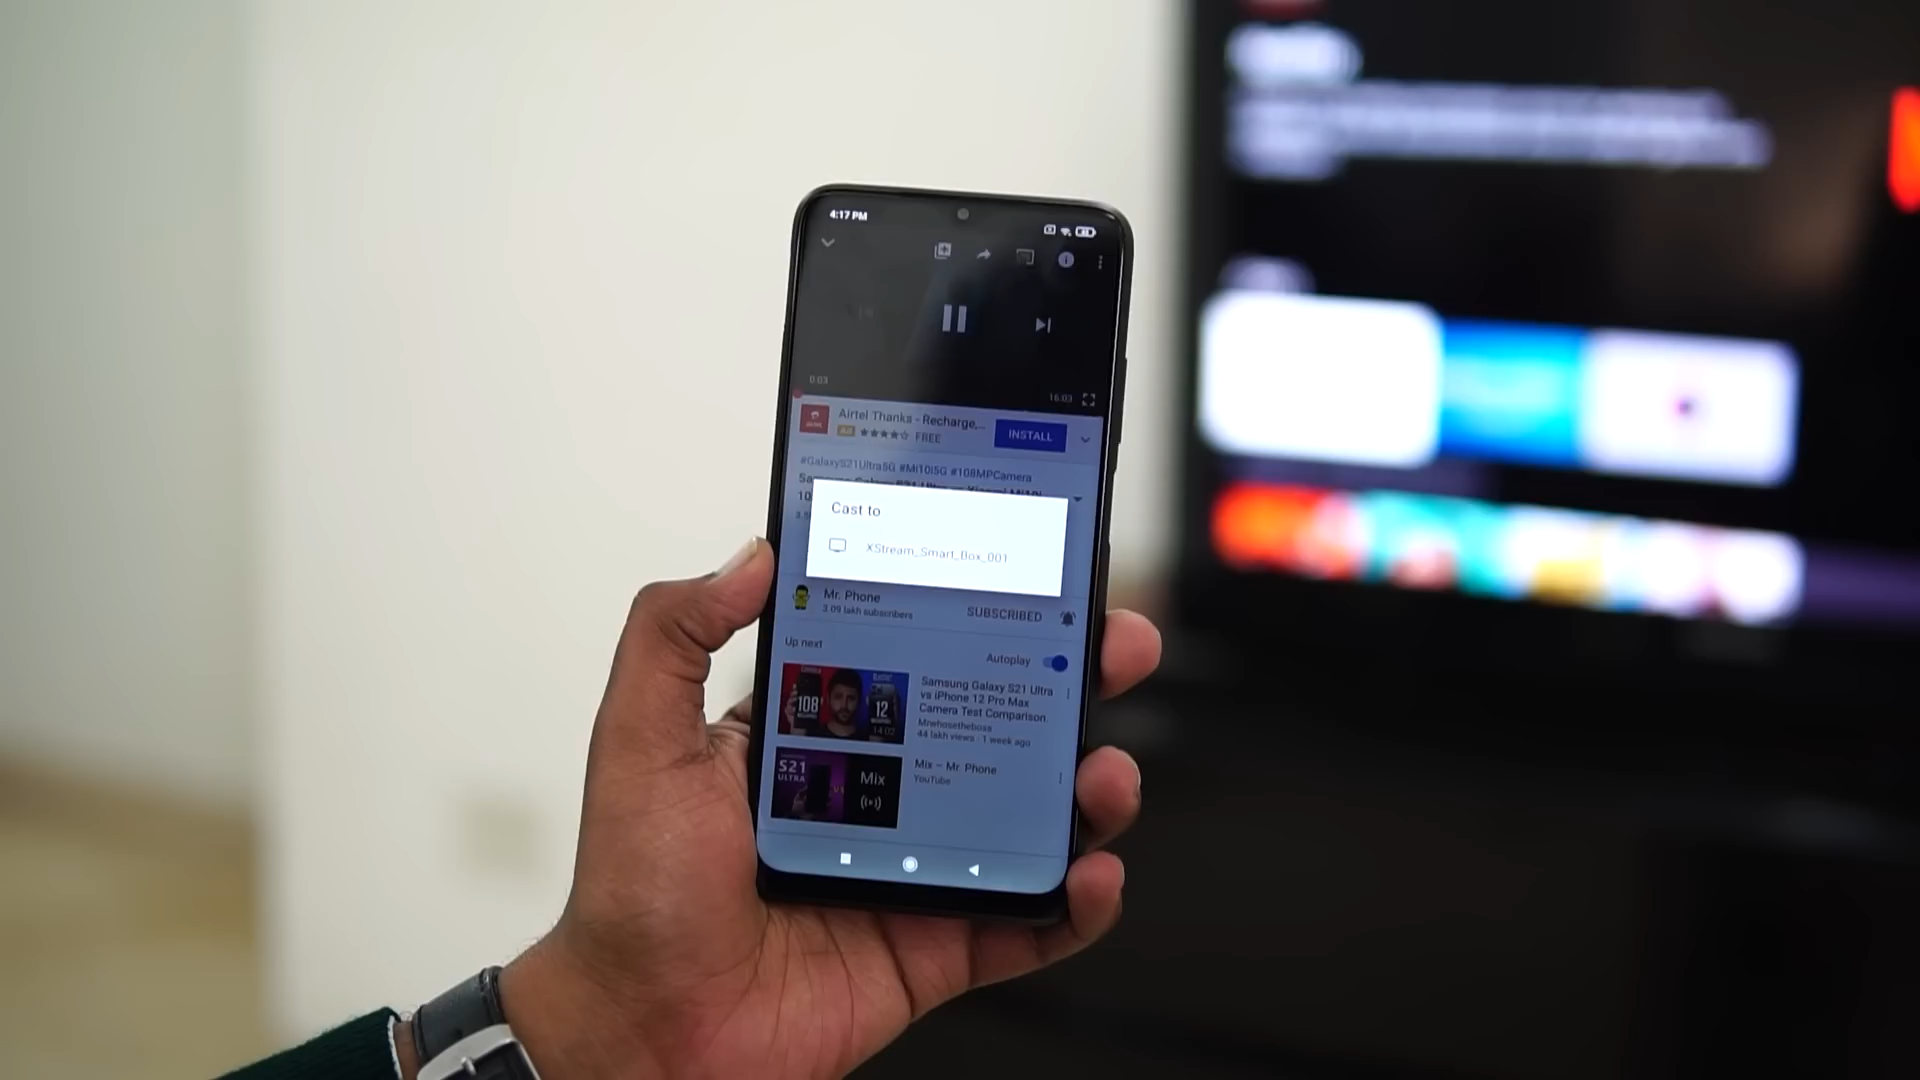 4:17 PM
0:03
16:03
Airtel Thanks - Recharge,...
Ad
FREE
INSTALL
#GalaxyS21Ultra5G #Mi10i5G #108MPCamera
Cast to
XStream_Smart_Box_001
Mr. Phone
3.09 lakh subscribers
SUBSCRIBED
Up next
Autoplay
108
12
14:02
Samsung Galaxy S21 Ultra
vs iPhone 12 Pro Max
Camera Test Comparison.
Mrwhosetheboss
44 lakh views · 1 week ago
S21
ULTRA
Mix
Mix – Mr. Phone
YouTube